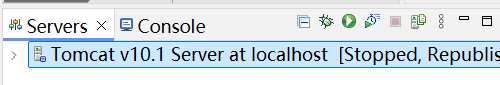 Servers Console
Tomcat v10.1 Server at localhost [Stopped, Republis